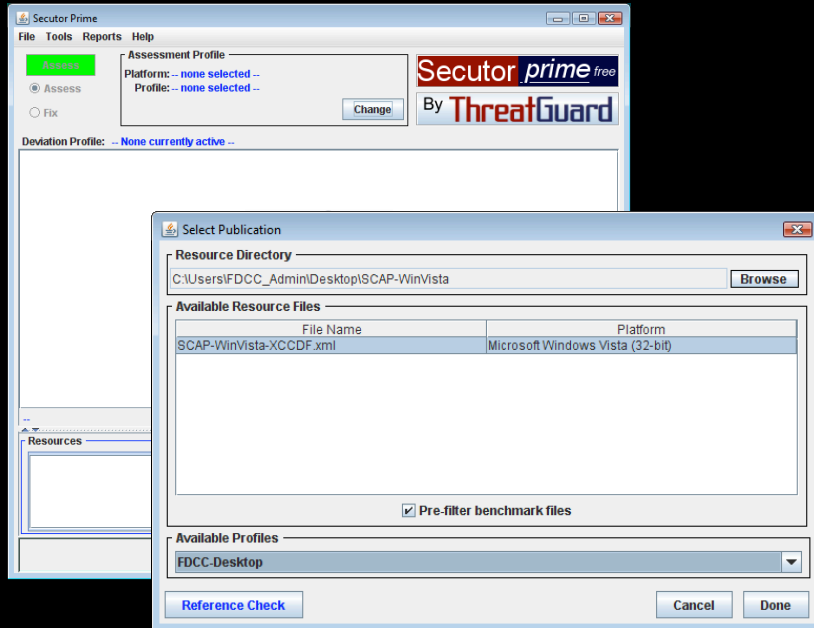 Secutor Prime
File Tools Reports Help
Assess
Assess
Fix
Assessment Profile
Platform: -- none selected --
Profile: -- none selected --
Change
Secutor prime free
By ThreatGuard
Deviation Profile: -- None currently active --
--
Resources
Select Publication
Resource Directory
C:\Users\FDCC_Admin\Desktop\SCAP-WinVista
Browse
Available Resource Files
File Name Platform
SCAP-WinVista-XCCDF.xml Microsoft Windows Vista (32-bit)
Pre-filter benchmark files
Available Profiles
FDCC-Desktop
Reference Check Cancel Done